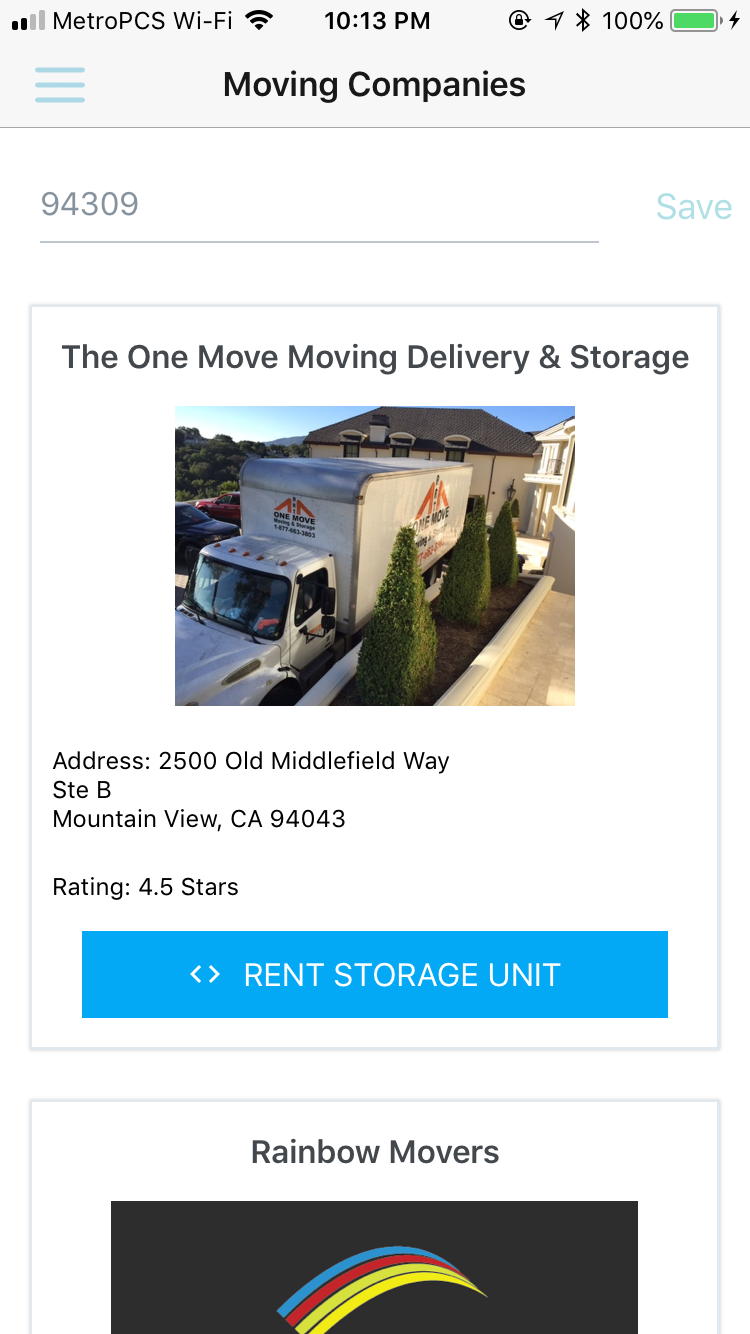 MetroPCS Wi-Fi 10:13 PM 100%
Moving Companies
94309 Save
The One Move Moving Delivery & Storage
ONE MOVE
Moving & Storage
1-877-663-3803
ONE MOVE
Address: 2500 Old Middlefield Way
Ste B
Mountain View, CA 94043
Rating: 4.5 Stars
<> RENT STORAGE UNIT
Rainbow Movers